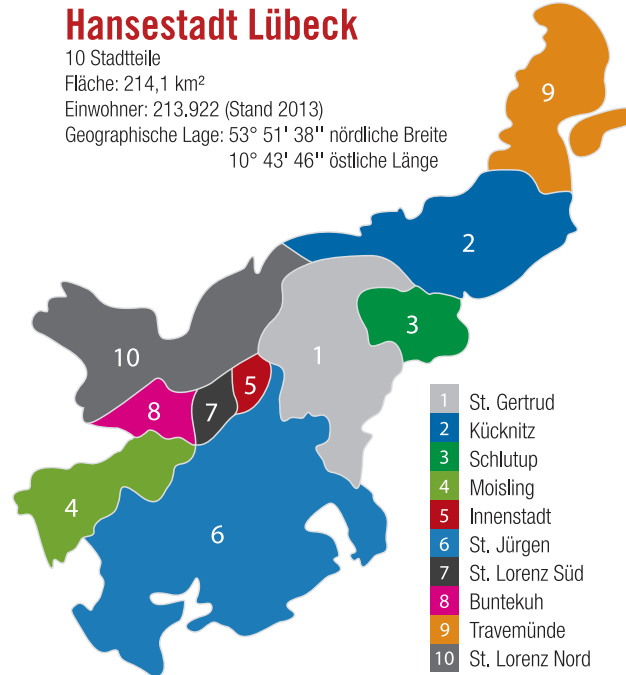 Hansestadt Lübeck
10 Stadtteile
Fläche: 214,1 km²
Einwohner: 213.922 (Stand 2013)
Geographische Lage: 53° 51' 38'' nördliche Breite
10° 43' 46'' östliche Länge
9
2
3
1
10
5
8
7
4
6
1 St. Gertrud
2 Kücknitz
3 Schlutup
4 Moisling
5 Innenstadt
6 St. Jürgen
7 St. Lorenz Süd
8 Buntekuh
9 Travemünde
10 St. Lorenz Nord